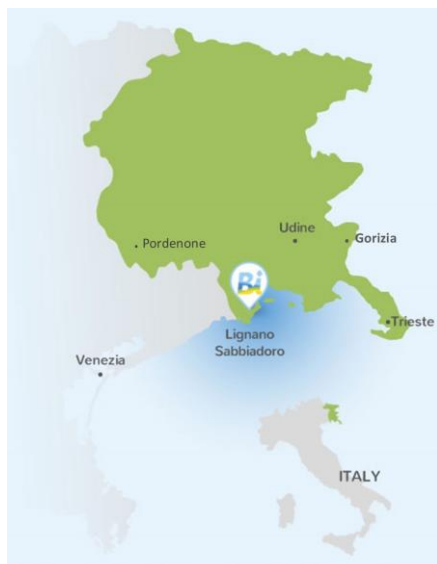 Udine
Pordenone
Gorizia
Bi
Trieste
Lignano
Sabbiadoro
Venezia
ITALY